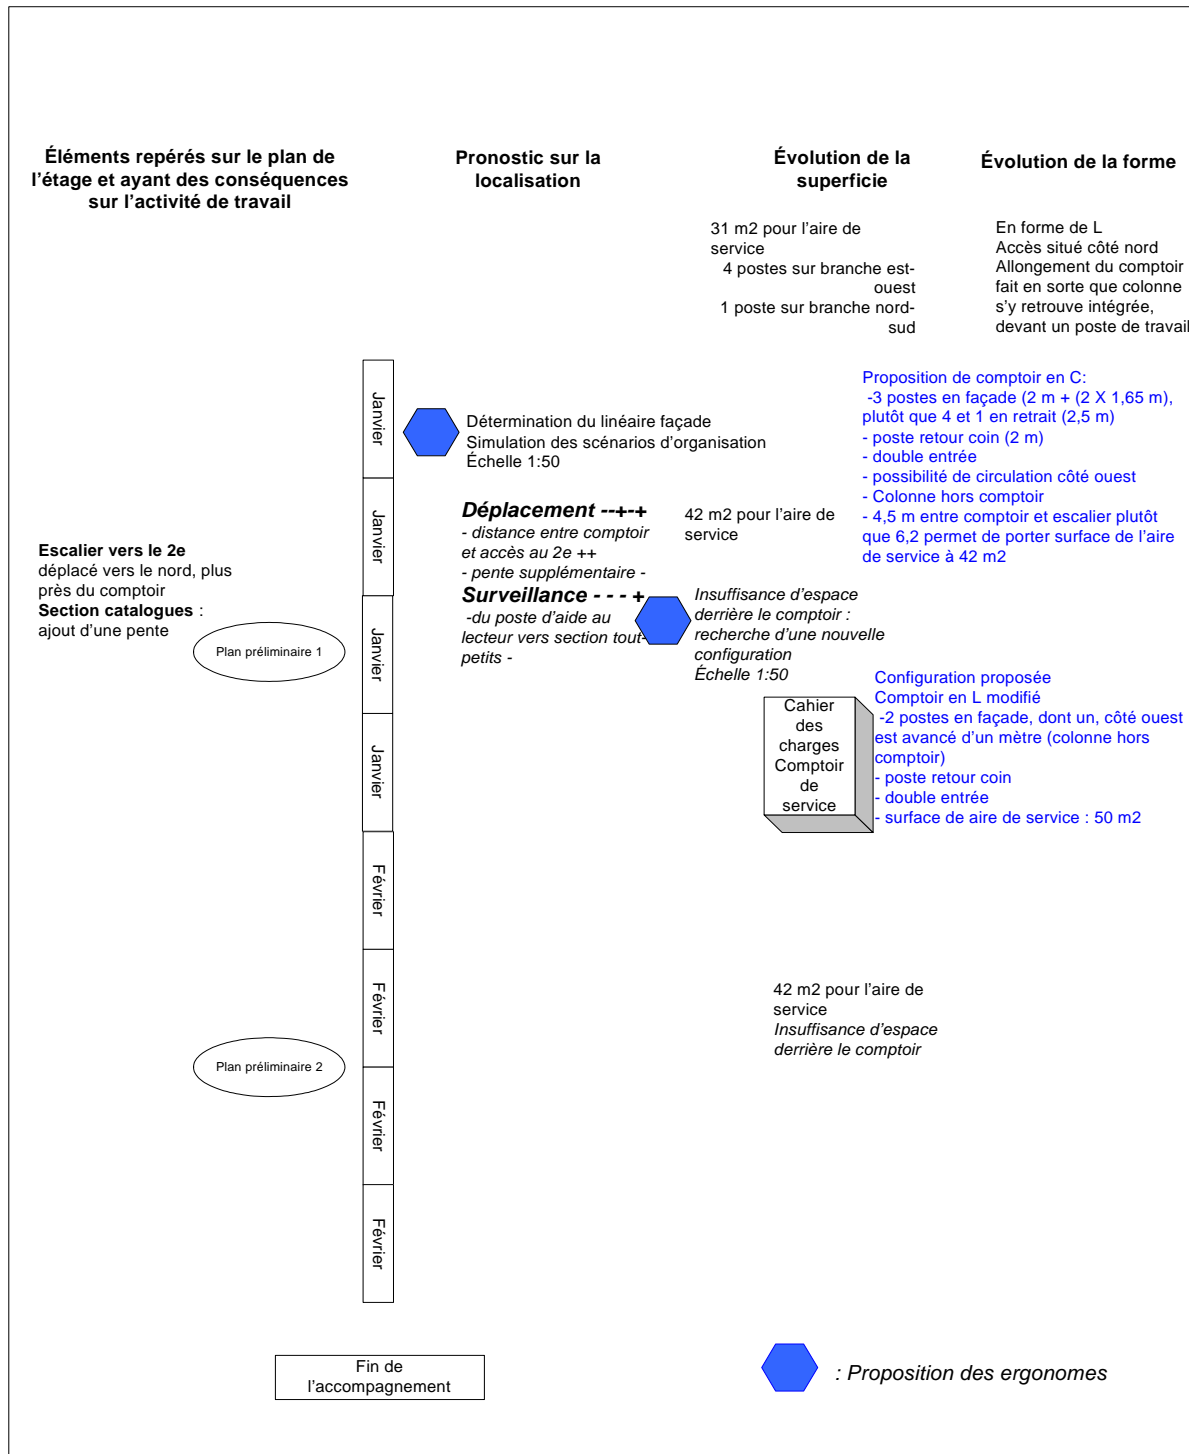 Éléments repérés sur le plan de
l'étage et ayant des conséquences
sur l'activité de travail
Pronostic sur la
localisation
Évolution de la
superficie
Évolution de la forme
31 m2 pour l'aire de
service
4 postes sur branche est-
ouest
1 poste sur branche nord-
sud
En forme de L
Accès situé côté nord
Allongement du comptoir
fait en sorte que colonne
s'y retrouve intégrée,
devant un poste de travail
Janvier
Détermination du linéaire façade
Simulation des scénarios d'organisation
Échelle 1:50
Proposition de comptoir en C:
-3 postes en façade (2 m + (2 X 1,65 m),
plutôt que 4 et 1 en retrait (2,5 m)
- poste retour coin (2 m)
- double entrée
- possibilité de circulation côté ouest
- Colonne hors comptoir
- 4,5 m entre comptoir et escalier plutôt
que 6,2 permet de porter surface de l'aire
de service à 42 m2
Janvier
Escalier vers le 2e
déplacé vers le nord, plus
près du comptoir
Section catalogues :
ajout d'une pente
Déplacement --+-+
- distance entre comptoir
et accès au 2e ++
- pente supplémentaire -
Surveillance - - - +
-du poste d'aide au
lecteur vers section tout-
petits -
42 m2 pour l'aire de
service
Janvier
Plan préliminaire 1
Insuffisance d'espace
derrière le comptoir :
recherche d'une nouvelle
configuration
Échelle 1:50
Janvier
Cahier
des
charges
Comptoir
de
service
Configuration proposée
Comptoir en L modifié
-2 postes en façade, dont un, côté ouest
est avancé d'un mètre (colonne hors
comptoir)
- poste retour coin
- double entrée
- surface de aire de service : 50 m2
Février
Février
42 m2 pour l'aire de
service
Insuffisance d'espace
derrière le comptoir
Plan préliminaire 2
Février
Février
Fin de
l'accompagnement
: Proposition des ergonomes